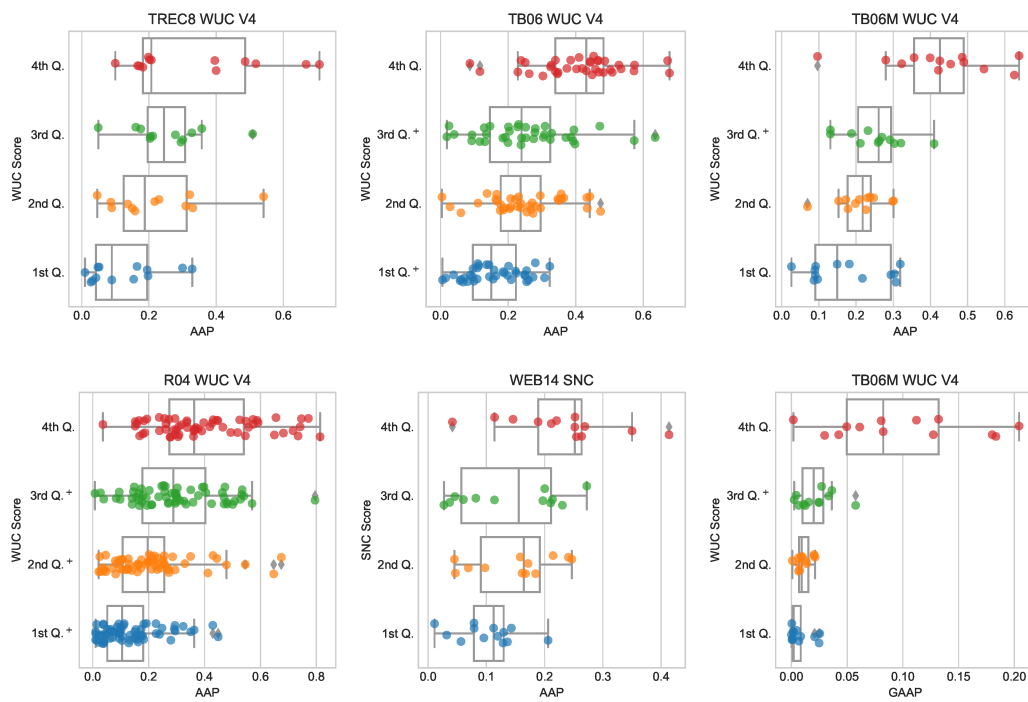 TREC8 WUC V4
WUC Score
4th Q.
3rd Q.
2nd Q.
1st Q. +
0.0 0.2 0.4 0.6
AAP
TB06 WUC V4
WUC Score
4th Q.
3rd Q. +
2nd Q.
1st Q. +
0.0 0.2 0.4 0.6
AAP
TB06M WUC V4
WUC Score
4th Q.
3rd Q. +
2nd Q.
1st Q.
0.0 0.1 0.2 0.3 0.4 0.5 0.6
AAP
R04 WUC V4
WUC Score
4th Q.
3rd Q. +
2nd Q. +
1st Q. +
0.0 0.2 0.4 0.6 0.8
AAP
WEB14 SNC
SNC Score
4th Q.
3rd Q.
2nd Q.
1st Q.
0.0 0.1 0.2 0.3 0.4
AAP
TB06M WUC V4
WUC Score
4th Q.
3rd Q. +
2nd Q.
1st Q.
0.00 0.05 0.10 0.15 0.20
GAAP